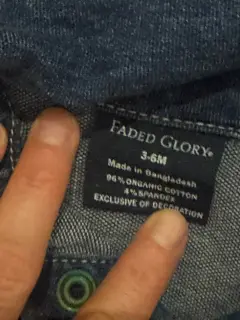 FADED GLORY®
3-6M
Made in Bangladesh
96% ORGANIC COTTON
4% SPANDEX
EXCLUSIVE OF DECORATION